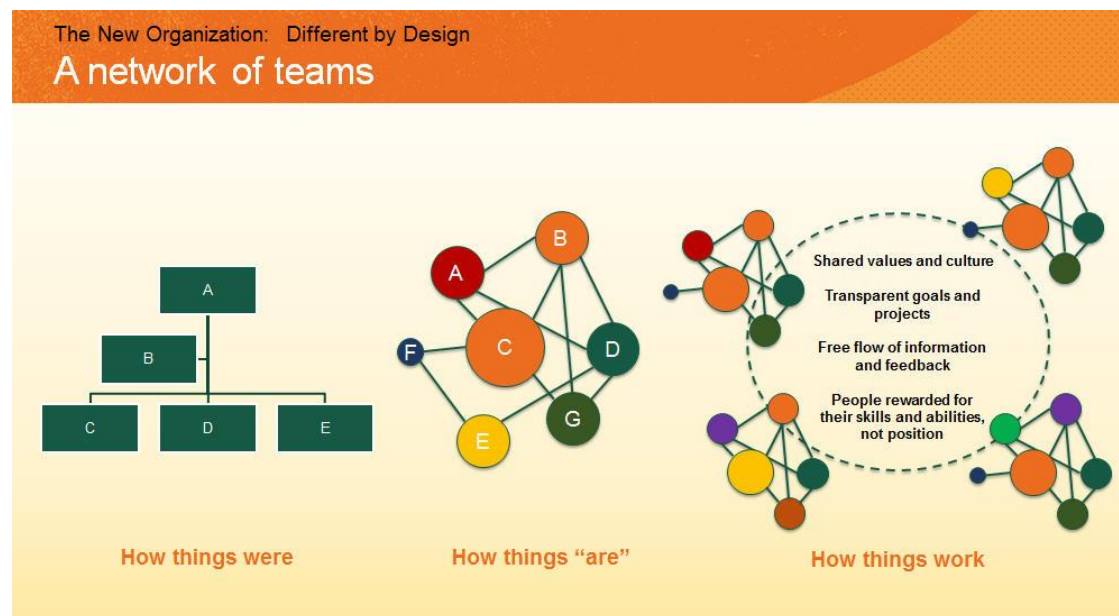 The New Organization: Different by Design
A network of teams
A
B
C
D
E
How things were
A
B
C
D
E
F
G
How things “are”
Shared values and culture
Transparent goals and
projects
Free flow of information
and feedback
People rewarded for
their skills and abilities,
not position
How things work